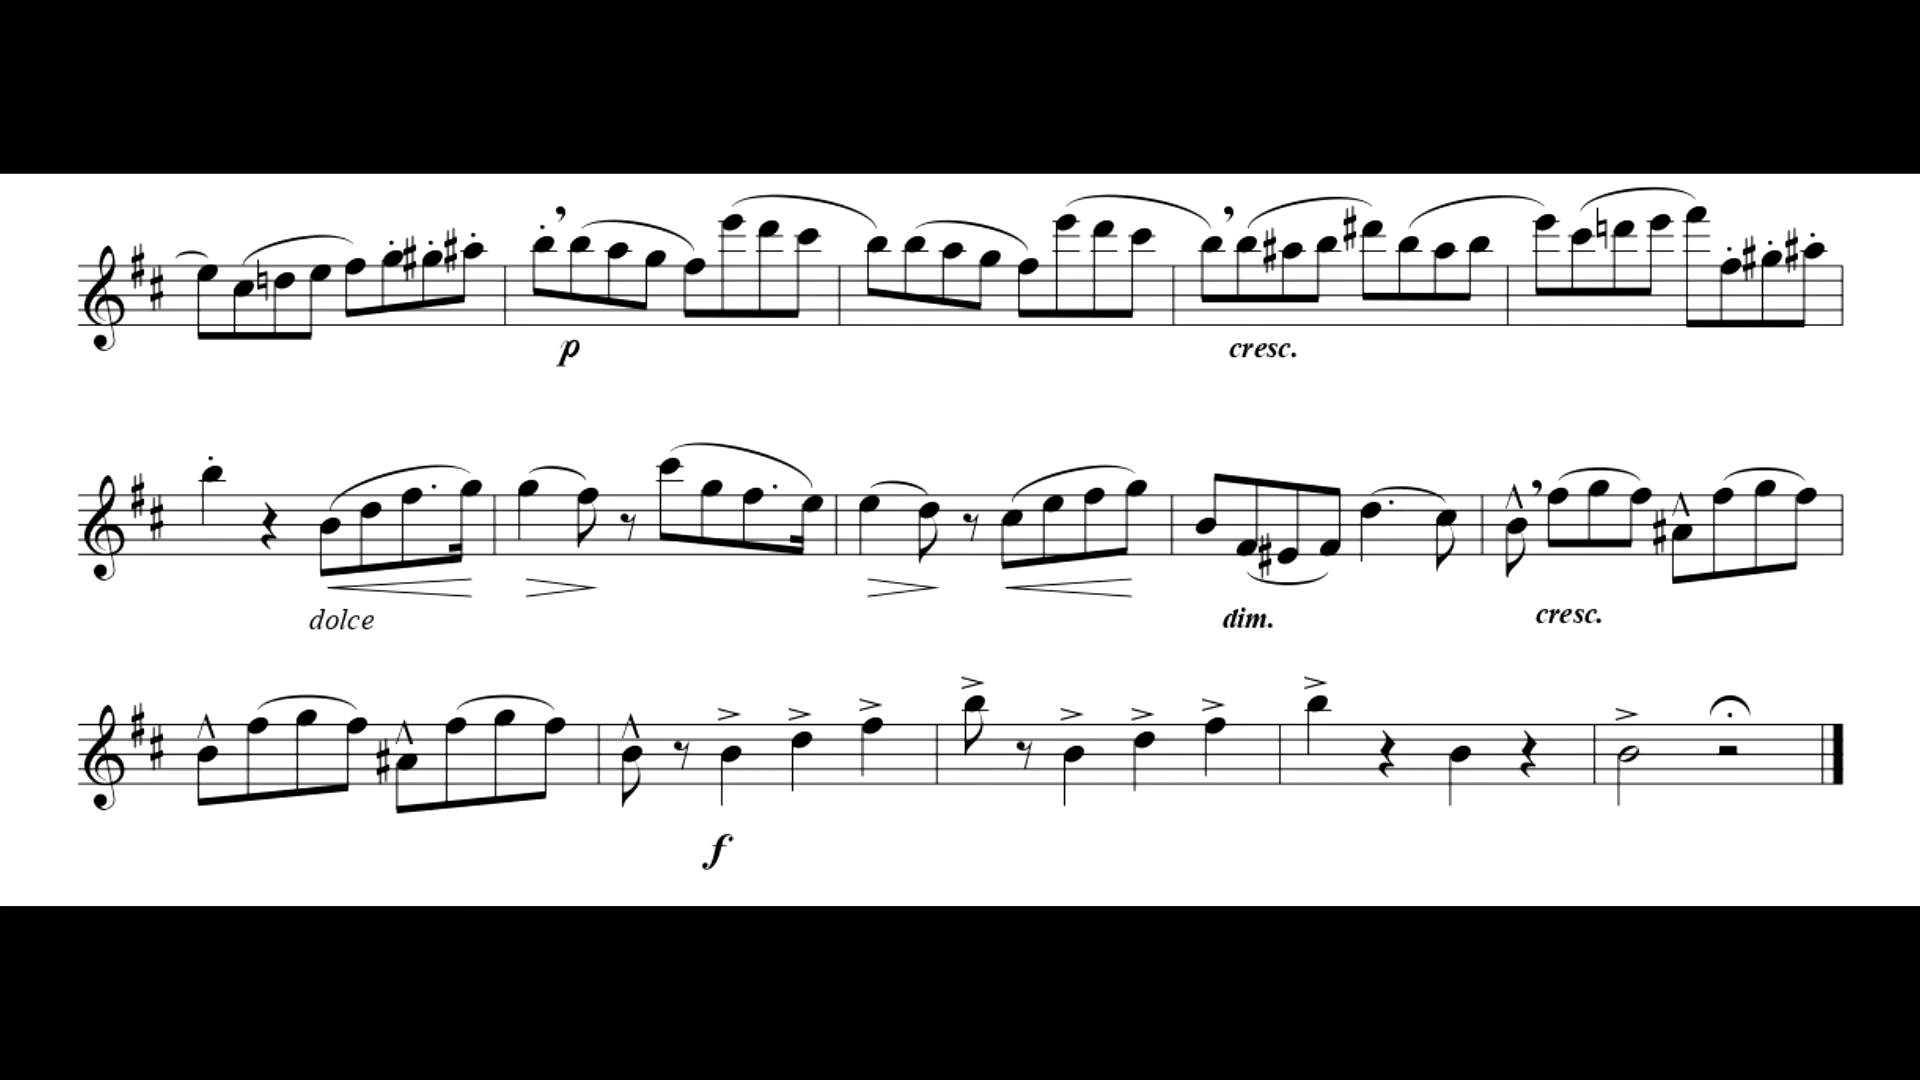 p
cresc.
dolce
dim.
cresc.
f